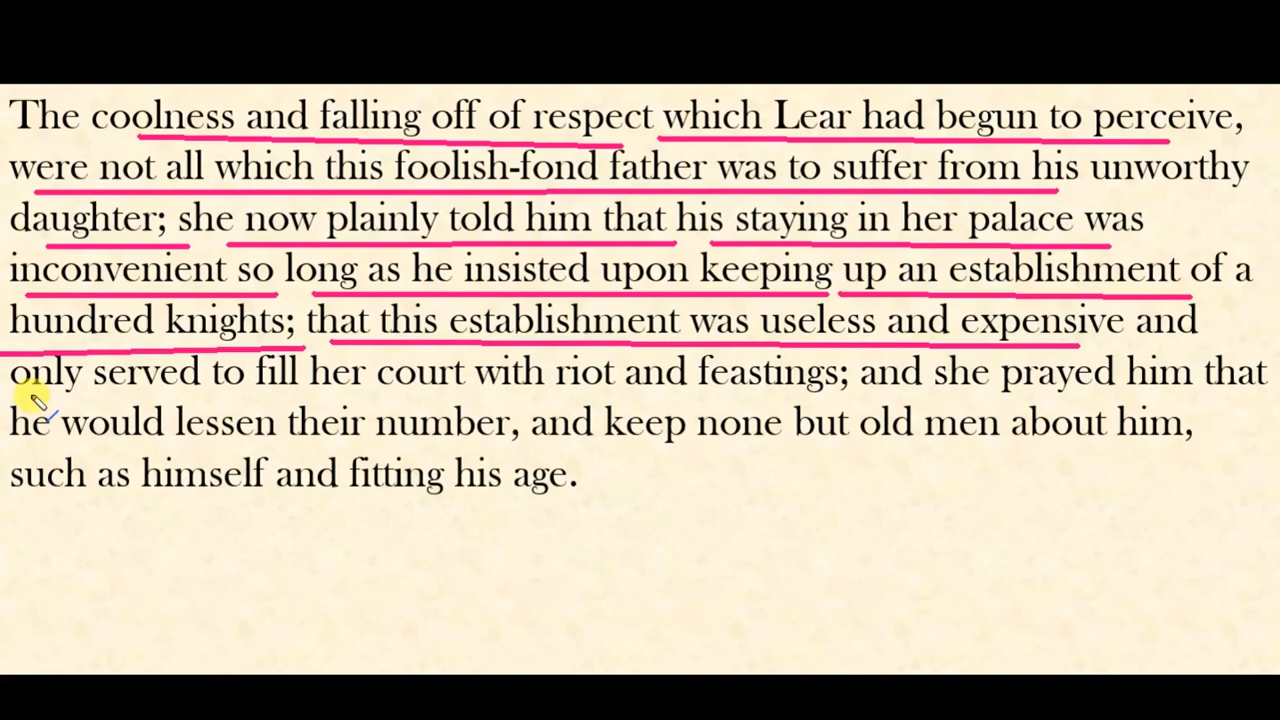 The coolness and falling off of respect which Lear had begun to perceive,
were not all which this foolish-fond father was to suffer from his unworthy
daughter; she now plainly told him that his staying in her palace was
inconvenient so long as he insisted upon keeping up an establishment of a
hundred knights; that this establishment was useless and expensive and
only served to fill her court with riot and feastings; and she prayed him that
he would lessen their number, and keep none but old men about him,
such as himself and fitting his age.